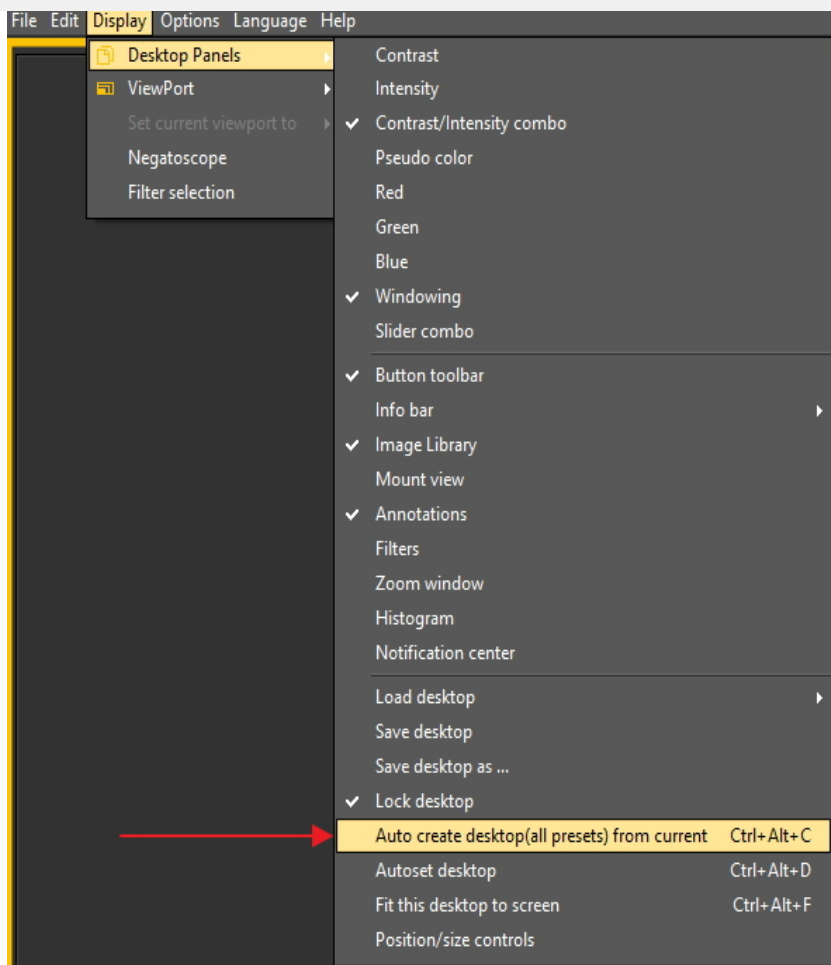 File Edit Display Options Language Help
Desktop Panels
ViewPort
Set current viewport to
Negatoscope
Filter selection
Contrast
Intensity
Contrast/Intensity combo
Pseudo color
Red
Green
Blue
Windowing
Slider combo
Button toolbar
Info bar
Image Library
Mount view
Annotations
Filters
Zoom window
Histogram
Notification center
Load desktop
Save desktop
Save desktop as ...
Lock desktop
Auto create desktop(all presets) from current Ctrl+Alt+C
Autoset desktop Ctrl+Alt+D
Fit this desktop to screen Ctrl+Alt+F
Position/size controls